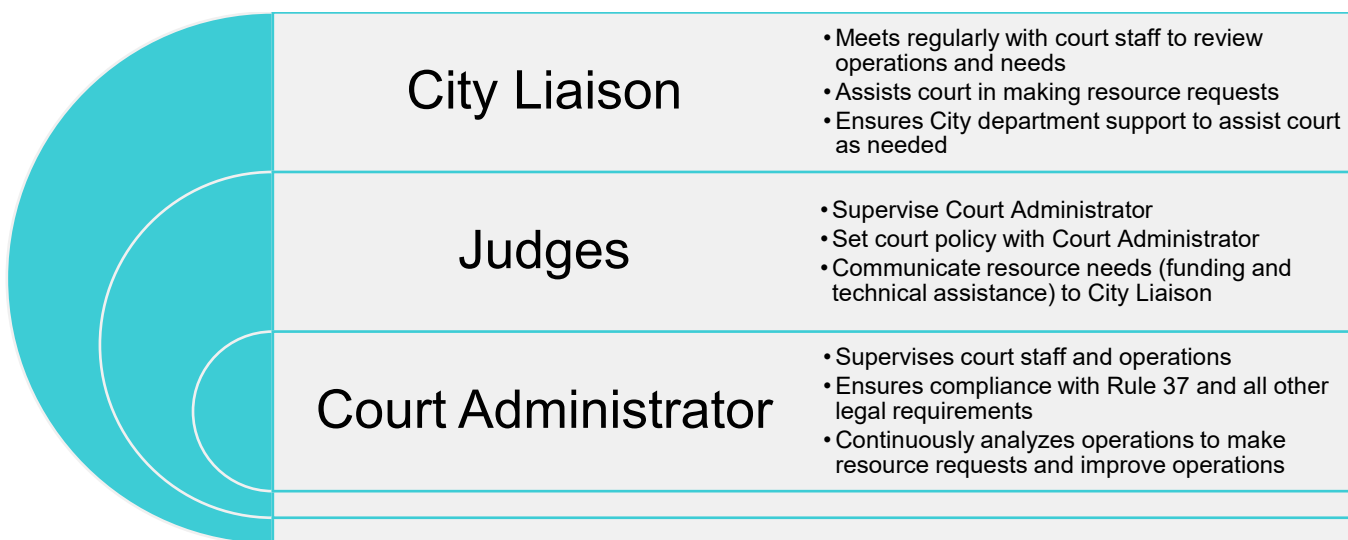 City Liaison
• Meets regularly with court staff to review
operations and needs
• Assists court in making resource requests
• Ensures City department support to assist court
as needed
Judges
• Supervise Court Administrator
• Set court policy with Court Administrator
• Communicate resource needs (funding and
technical assistance) to City Liaison
Court Administrator
• Supervises court staff and operations
• Ensures compliance with Rule 37 and all other
legal requirements
• Continuously analyzes operations to make
resource requests and improve operations